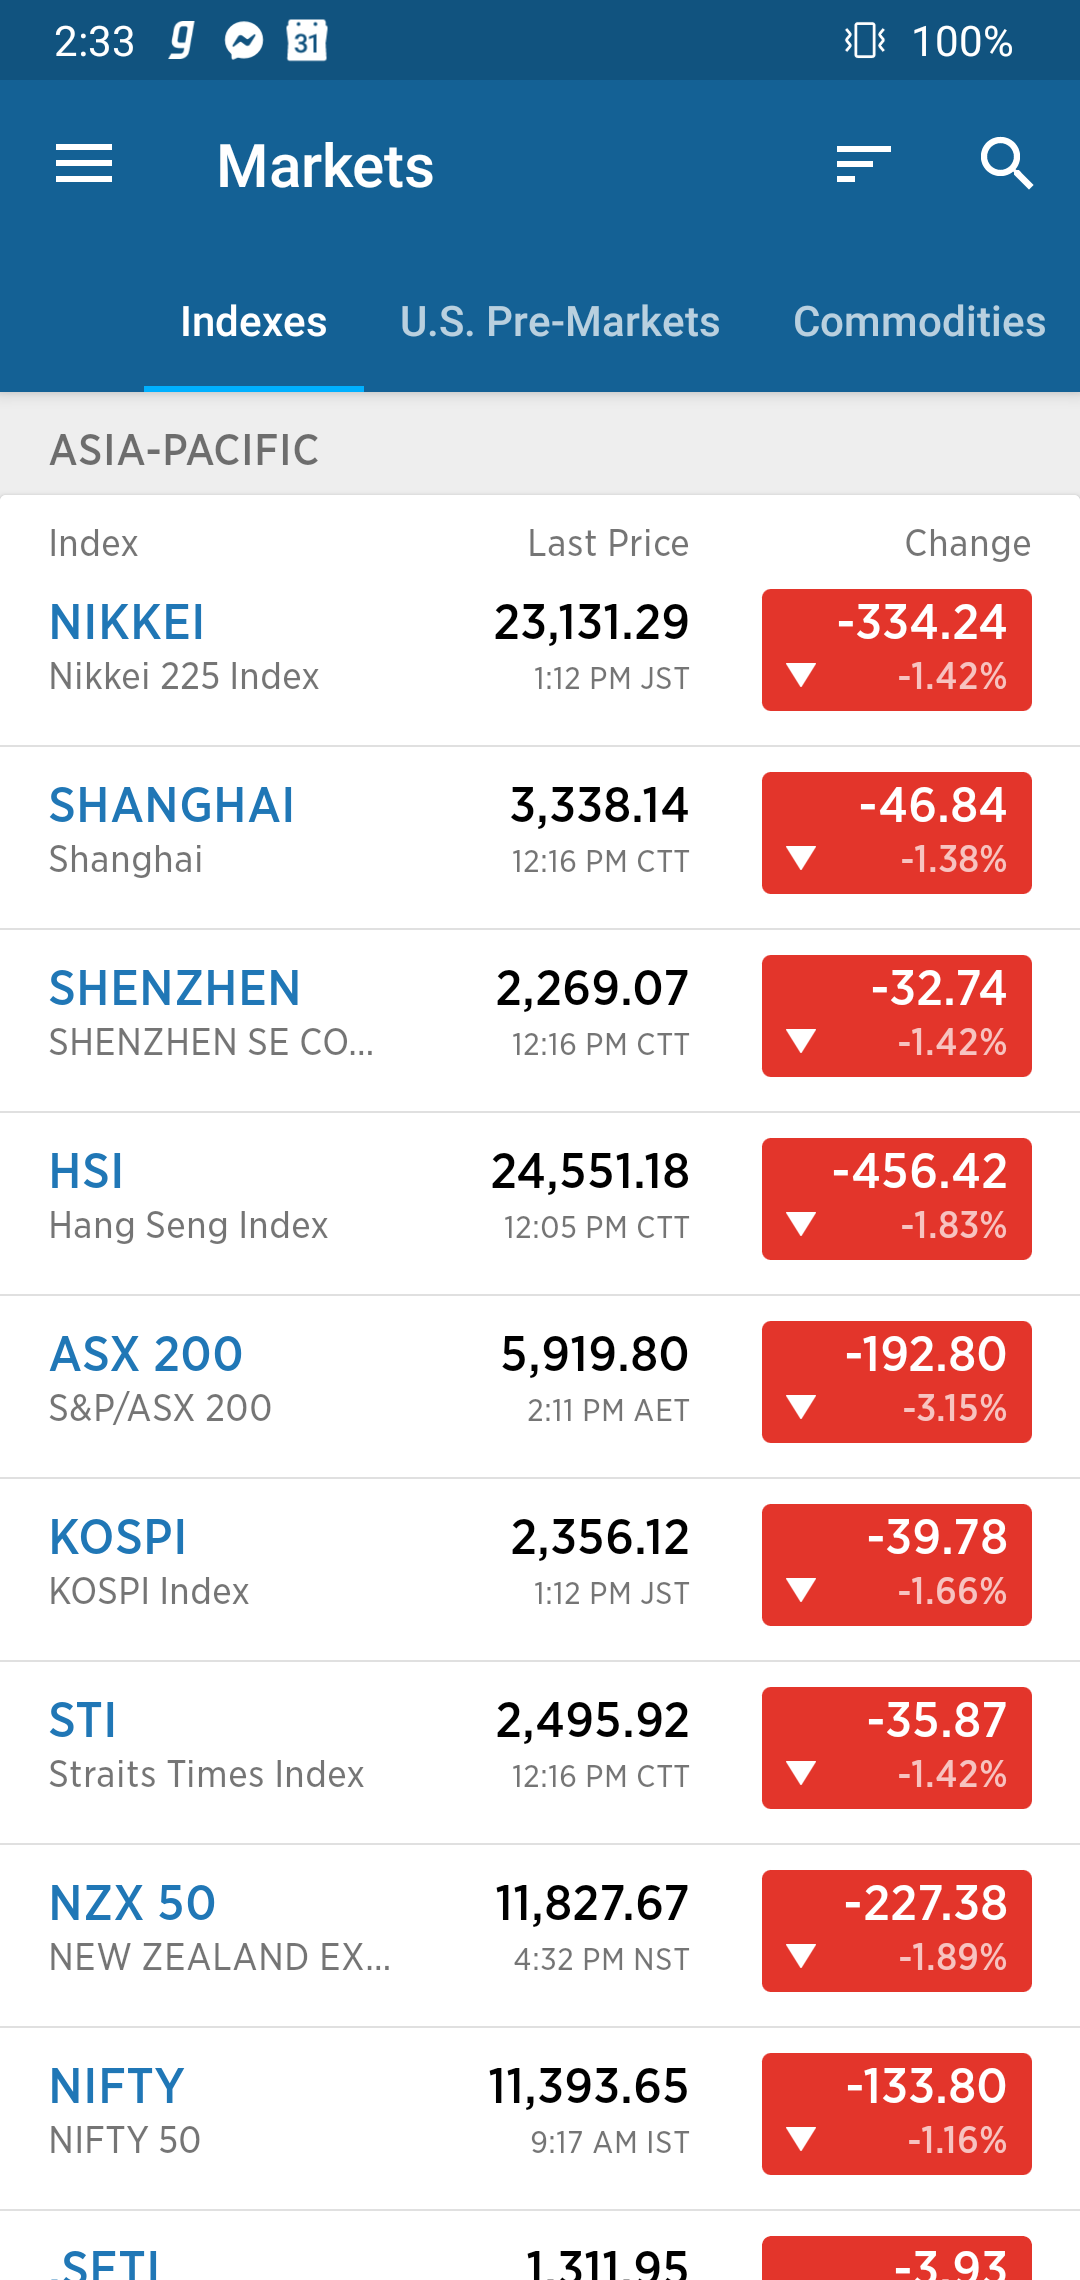 2:33 g 31 100%
Markets
Indexes U.S. Pre-Markets Commodities
ASIA-PACIFIC
Index Last Price Change
NIKKEI 23,131.29 -334.24
Nikkei 225 Index 1:12 PM JST -1.42%
SHANGHAI 3,338.14 -46.84
Shanghai 12:16 PM CTT -1.38%
SHENZHEN 2,269.07 -32.74
SHENZHEN SE CO... 12:16 PM CTT -1.42%
HSI 24,551.18 -456.42
Hang Seng Index 12:05 PM CTT -1.83%
ASX 200 5,919.80 -192.80
S&P/ASX 200 2:11 PM AET -3.15%
KOSPI 2,356.12 -39.78
KOSPI Index 1:12 PM JST -1.66%
STI 2,495.92 -35.87
Straits Times Index 12:16 PM CTT -1.42%
NZX 50 11,827.67 -227.38
NEW ZEALAND EX... 4:32 PM NST -1.89%
NIFTY 11,393.65 -133.80
NIFTY 50 9:17 AM IST -1.16%
.SETI 1,311.95 -3.93